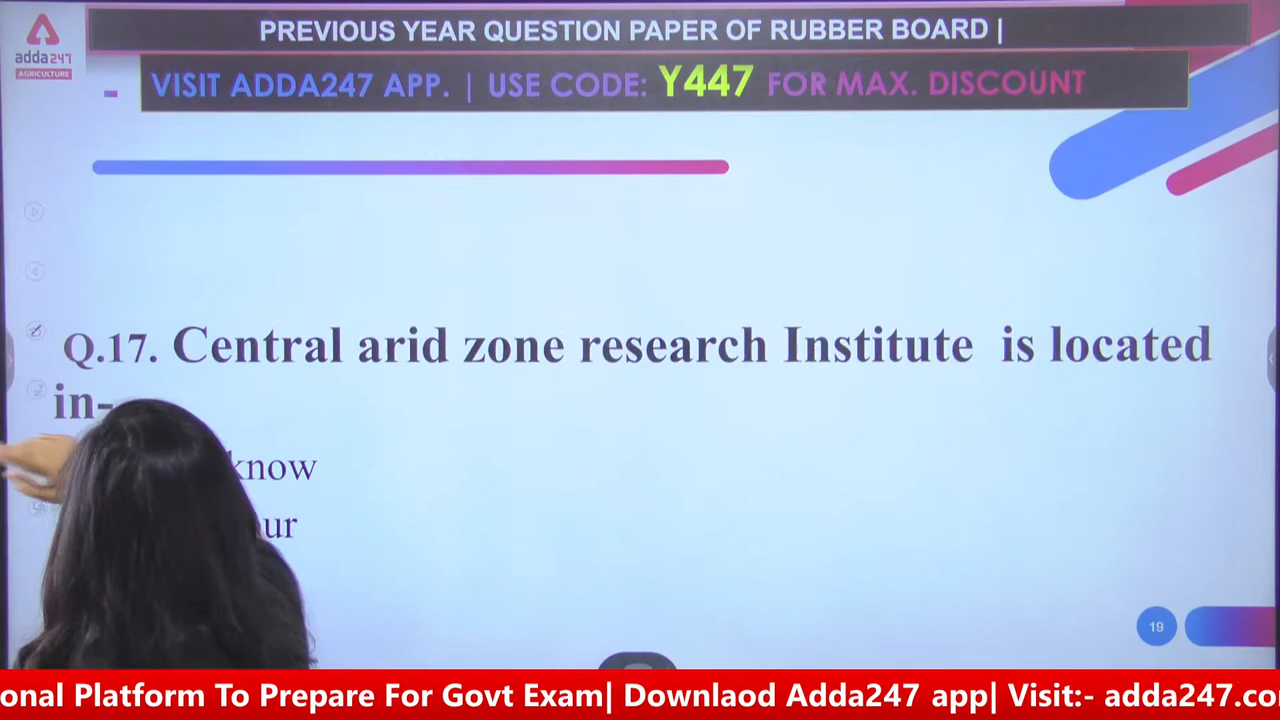 PREVIOUS YEAR QUESTION PAPER OF RUBBER BOARD |
adda247
AGRICULTURE
VISIT ADDA247 APP. | USE CODE: Y447 FOR MAX. DISCOUNT
Q.17. Central arid zone research Institute is located
in-
know
ur
19
onal Platform To Prepare For Govt Exam| Downlaod Adda247 app| Visit:- adda247.co